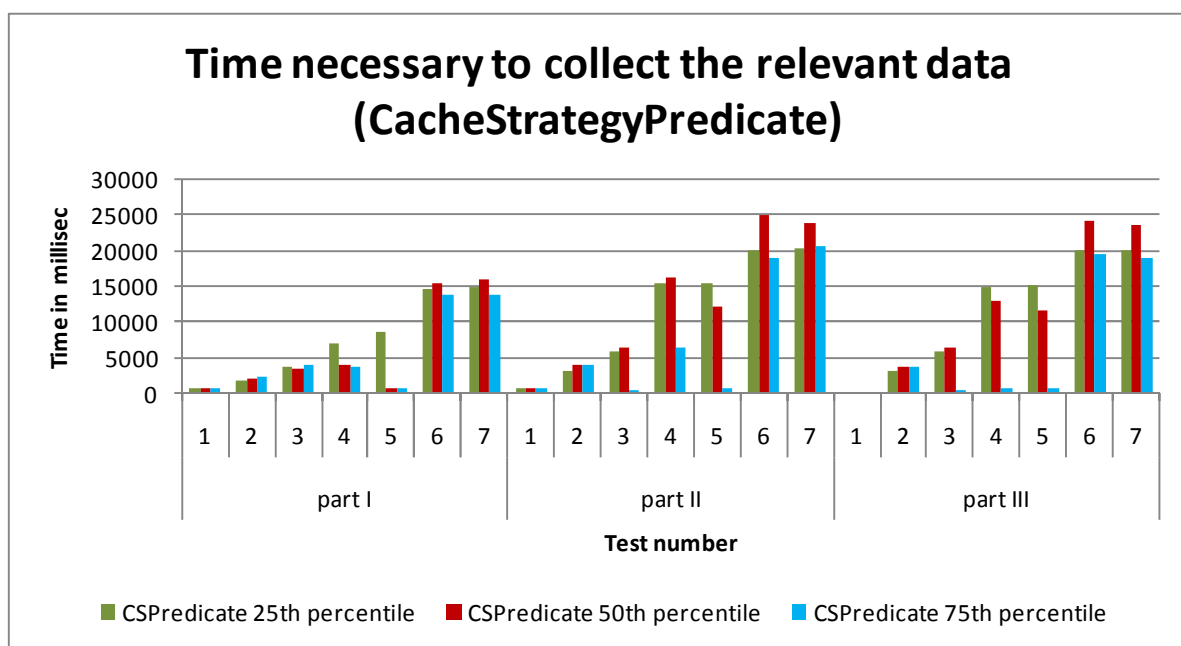 Time necessary to collect the relevant data
(CacheStrategyPredicate)
Time in millisec
30000
25000
20000
15000
10000
5000
0
1 2 3 4 5 6 7 1 2 3 4 5 6 7 1 2 3 4 5 6 7
part I part II part III
Test number
CSPredicate 25th percentile CSPredicate 50th percentile CSPredicate 75th percentile